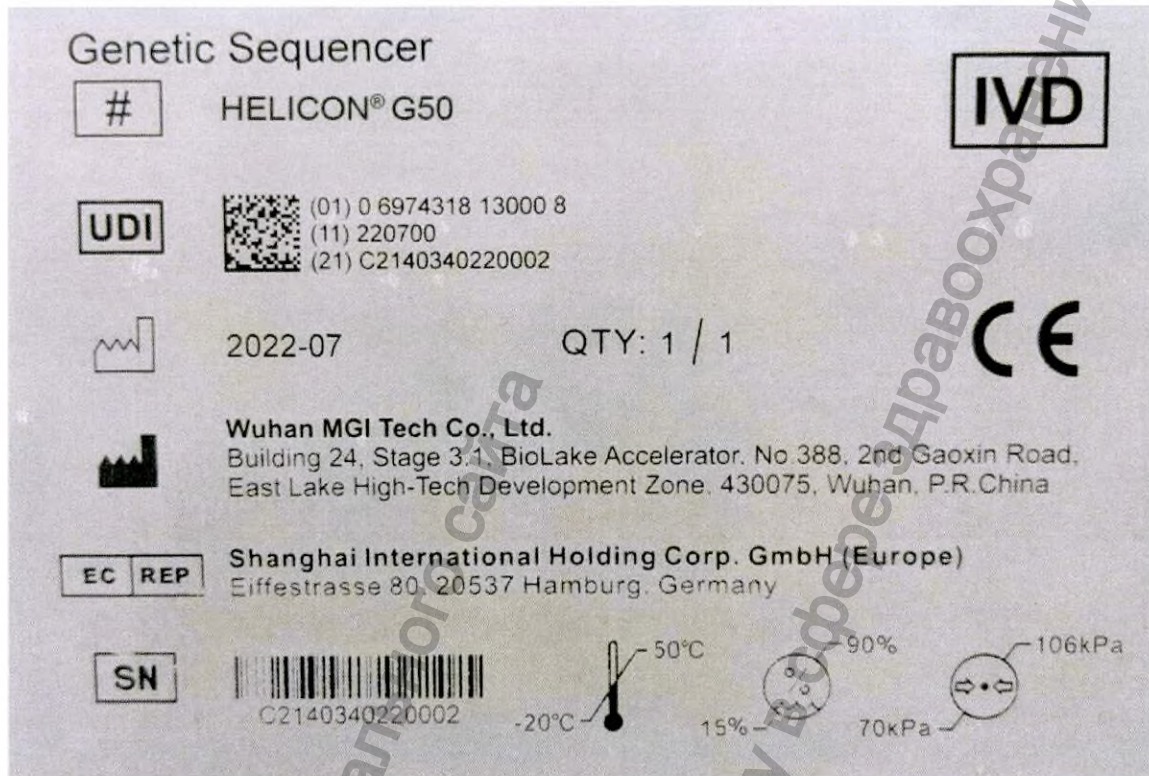 Genetic Sequencer
# HELICON® G50
IVD
UDI
(01) 0 6974318 13000 8
(11) 220700
(21) C2140340220002
2022-07 QTY: 1 / 1
CE
Wuhan MGI Tech Co., Ltd.
Building 24, Stage 3.1, BioLake Accelerator, No.388, 2nd Gaoxin Road,
East Lake High-Tech Development Zone, 430075, Wuhan, P.R.China
EC REP
Shanghai International Holding Corp. GmbH (Europe)
Eiffestrasse 80, 20537 Hamburg, Germany
SN
C2140340220002
-20°C 50°C
15% 90%
70kPa 106kPa
сайта
в сфере здравоохранени